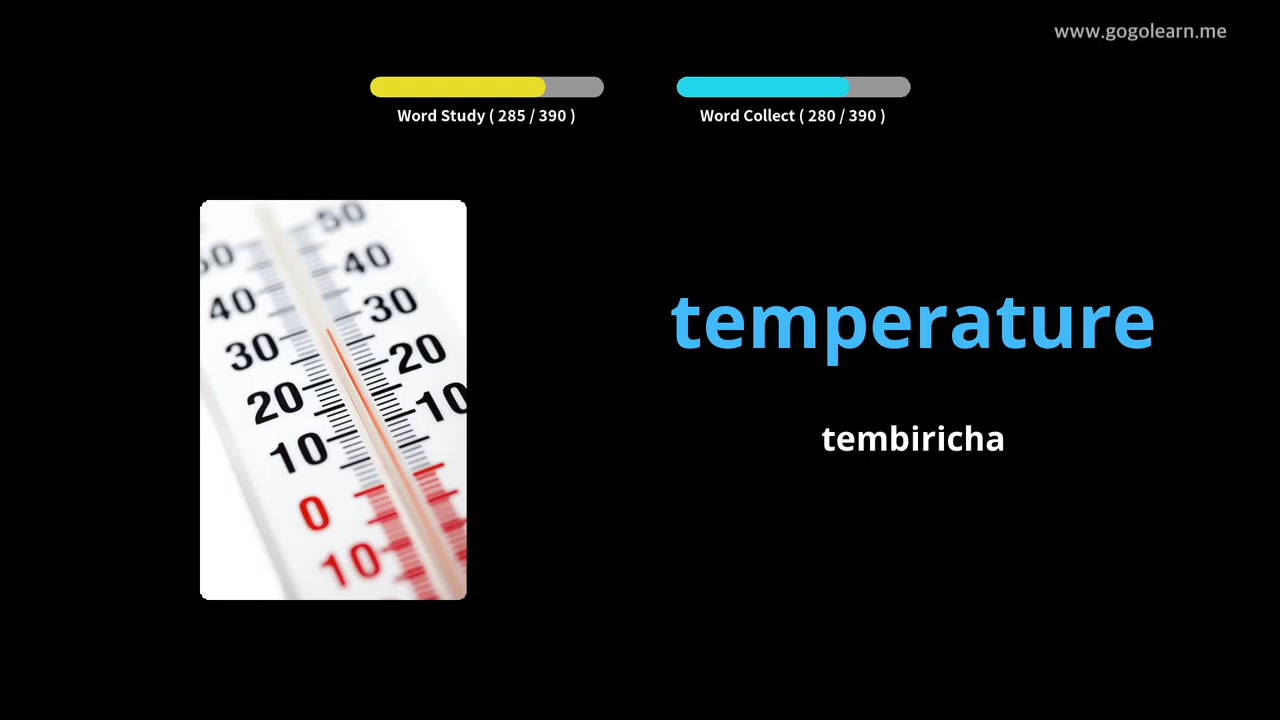 www.gogolearn.me
Word Study ( 285 / 390 )
Word Collect ( 280 / 390 )
temperature
tembiricha
50
40
40
30
30
20
20
10
10
0
10